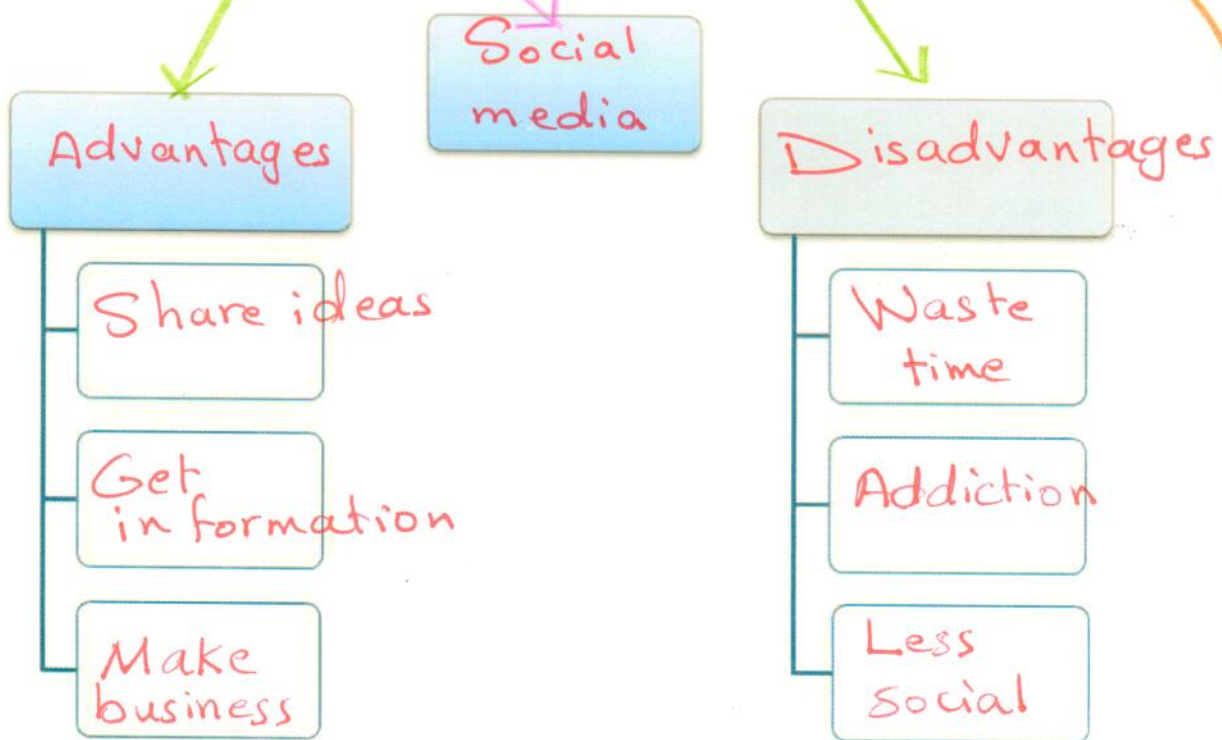 Social
media
Advantages
Share ideas
Get
information
Make
business
Disadvantages
Waste
time
Addiction
Less
social